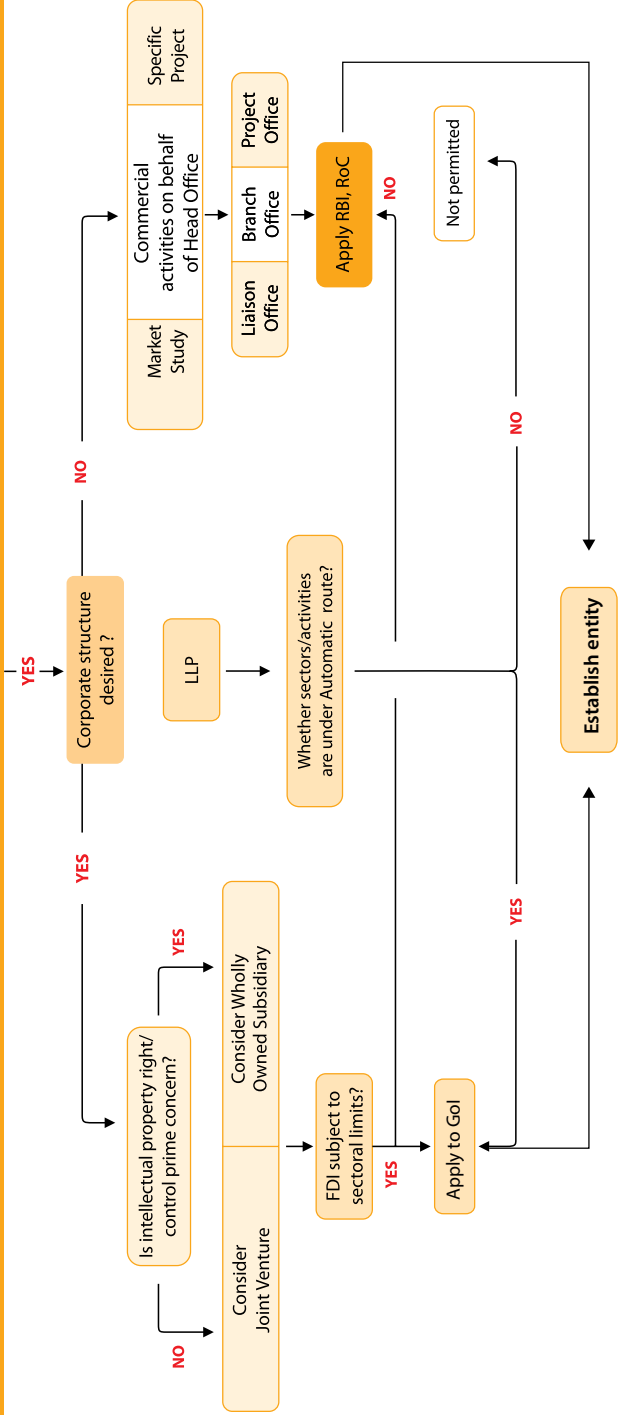 YES
YES
Corporate structure
desired ?
NO
Is intellectual property right/
control prime concern?
LLP
Market
Study
Commercial
activities on behalf
of Head Office
Specific
Project
NO
YES
Consider
Joint Venture
Consider Wholly
Owned Subsidiary
Liaison
Office
Branch
Office
Project
Office
FDI subject to
sectoral limits?
Whether sectors/activities
are under Automatic route?
Apply RBI, RoC
YES
NO
Apply to GoI
Not permitted
YES
NO
Establish entity